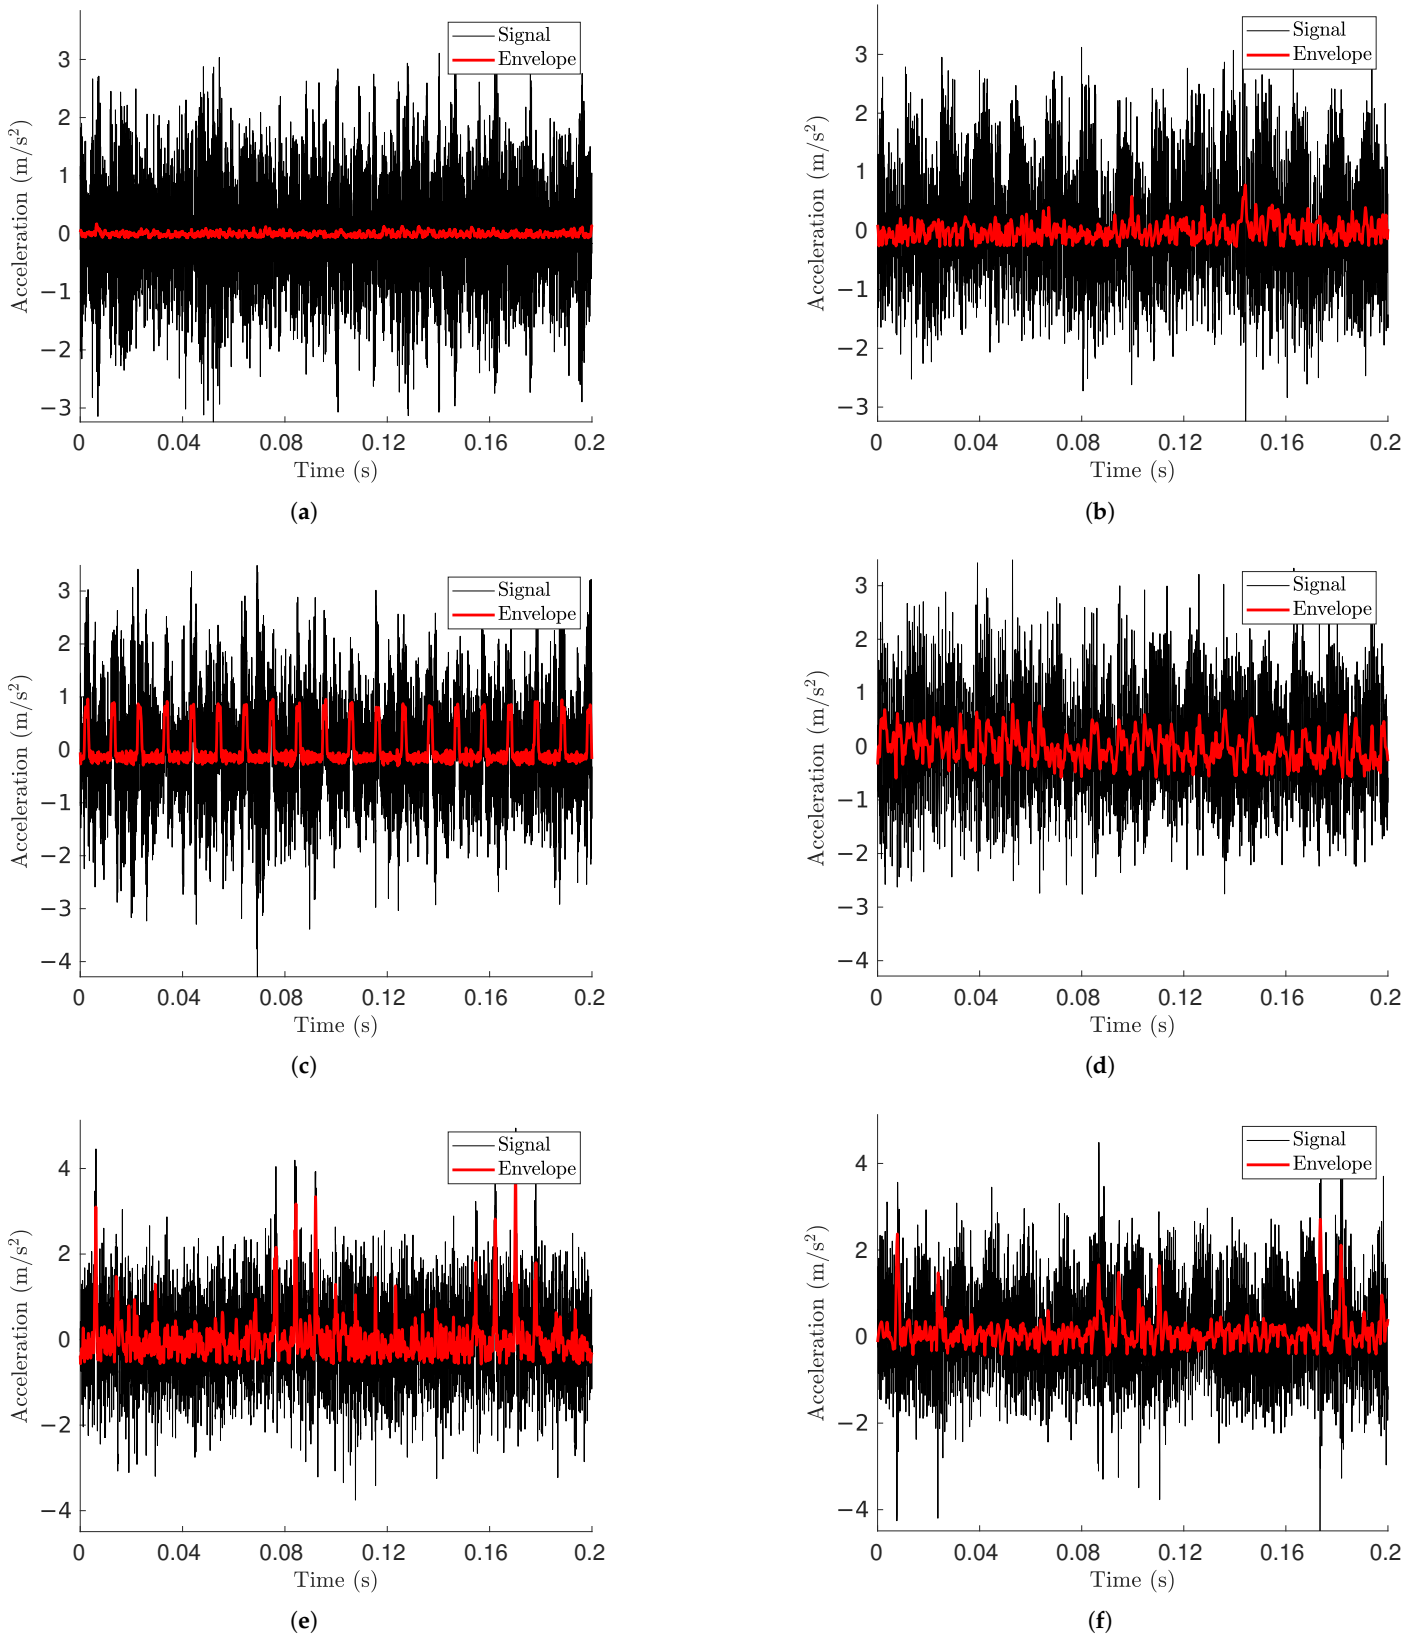 Signal
Envelope
3
2
1
0
−1
−2
−3
Acceleration (m/s²)
0
0.04
0.08
0.12
0.16
0.2
Time (s)
(a)
Signal
Envelope
3
2
1
0
−1
−2
−3
Acceleration (m/s²)
0
0.04
0.08
0.12
0.16
0.2
Time (s)
(b)
Signal
Envelope
3
2
1
0
−1
−2
−3
−4
Acceleration (m/s²)
0
0.04
0.08
0.12
0.16
0.2
Time (s)
(c)
Signal
Envelope
3
2
1
0
−1
−2
−3
−4
Acceleration (m/s²)
0
0.04
0.08
0.12
0.16
0.2
Time (s)
(d)
Signal
Envelope
4
2
0
−2
−4
Acceleration (m/s²)
0
0.04
0.08
0.12
0.16
0.2
Time (s)
(e)
Signal
Envelope
4
2
0
−2
−4
Acceleration (m/s²)
0
0.04
0.08
0.12
0.16
0.2
Time (s)
(f)